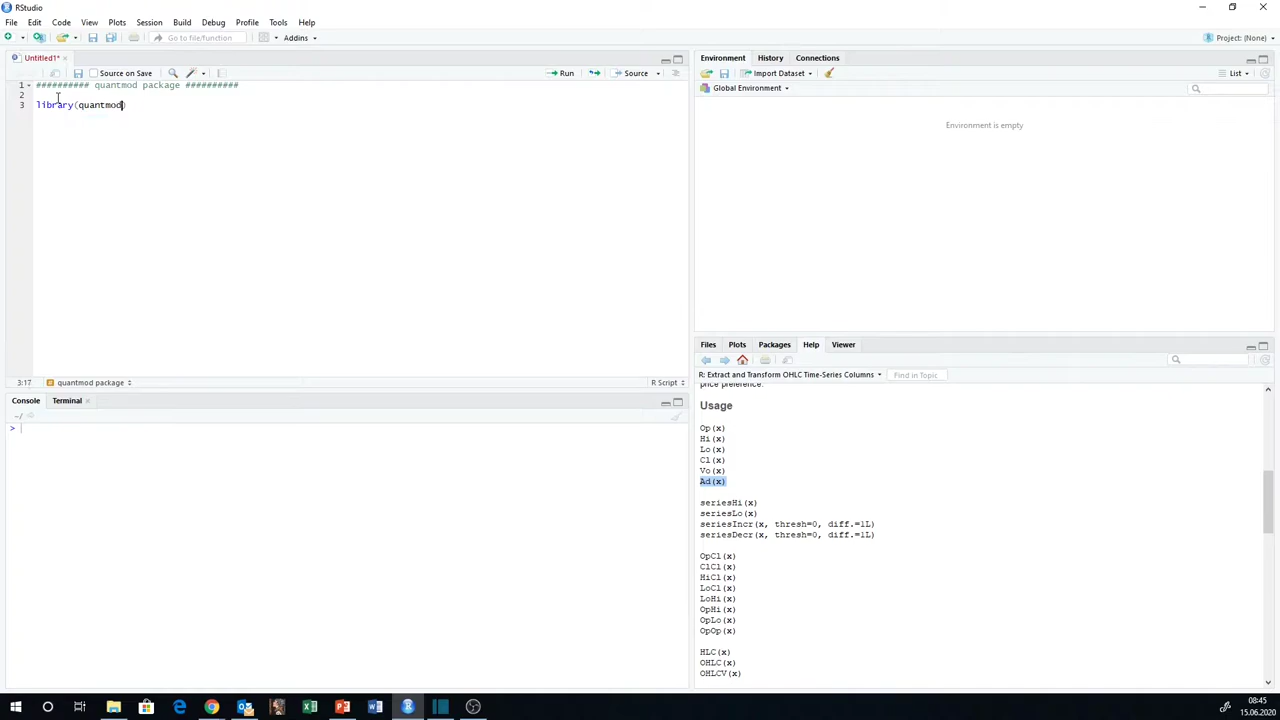 RStudio
File Edit Code View Plots Session Build Debug Profile Tools Help
Go to file/function Addins Project: (None)
Untitled1*
Source on Save Run Source
1 ########## quantmod package ##########
2
3 library(quantmod)
3:17 quantmod package R Script
Console Terminal
~/
>
Environment History Connections
Import Dataset List
Global Environment
Environment is empty
Files Plots Packages Help Viewer
R: Extract and Transform OHLC Time-Series Columns Find in Topic
price preference.
Usage
Op(x)
Hi(x)
Lo(x)
Cl(x)
Vo(x)
Ad(x)
seriesHi(x)
seriesLo(x)
seriesIncr(x, thresh=0, diff.=1L)
seriesDecr(x, thresh=0, diff.=1L)
OpCl(x)
ClCl(x)
HiCl(x)
LoCl(x)
LoHi(x)
OpHi(x)
OpLo(x)
OpOp(x)
HLC(x)
OHLC(x)
OHLCV(x)
08:45
15.06.2020